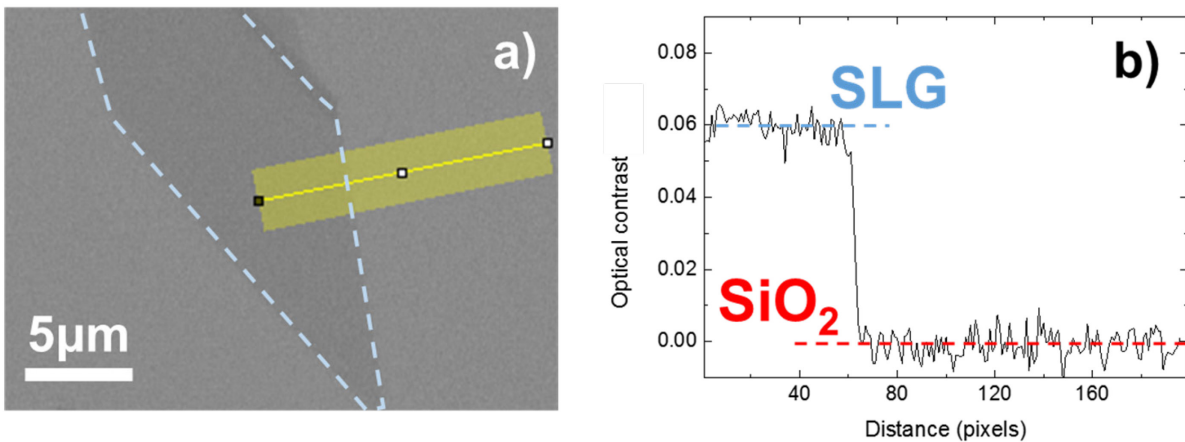 a)
5μm
b)
0.08
0.06
0.04
0.02
0.00
Optical contrast
SLG
SiO₂
40
80
120
160
Distance (pixels)